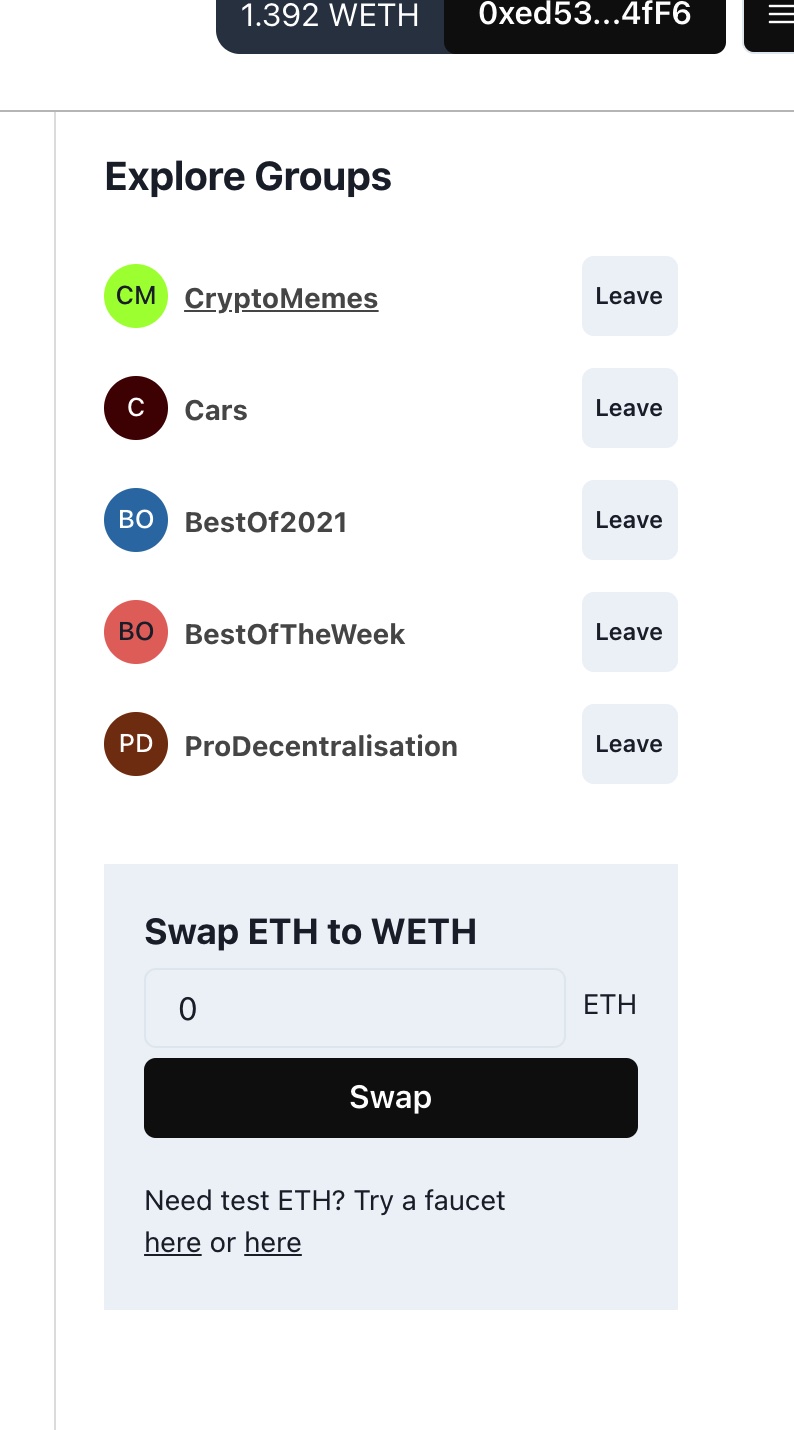 1.392 WETH 0xed53...4fF6
Explore Groups
CM CryptoMemes Leave
C Cars Leave
BO BestOf2021 Leave
BO BestOfTheWeek Leave
PD ProDecentralisation Leave
Swap ETH to WETH
0 ETH
Swap
Need test ETH? Try a faucet
here or here